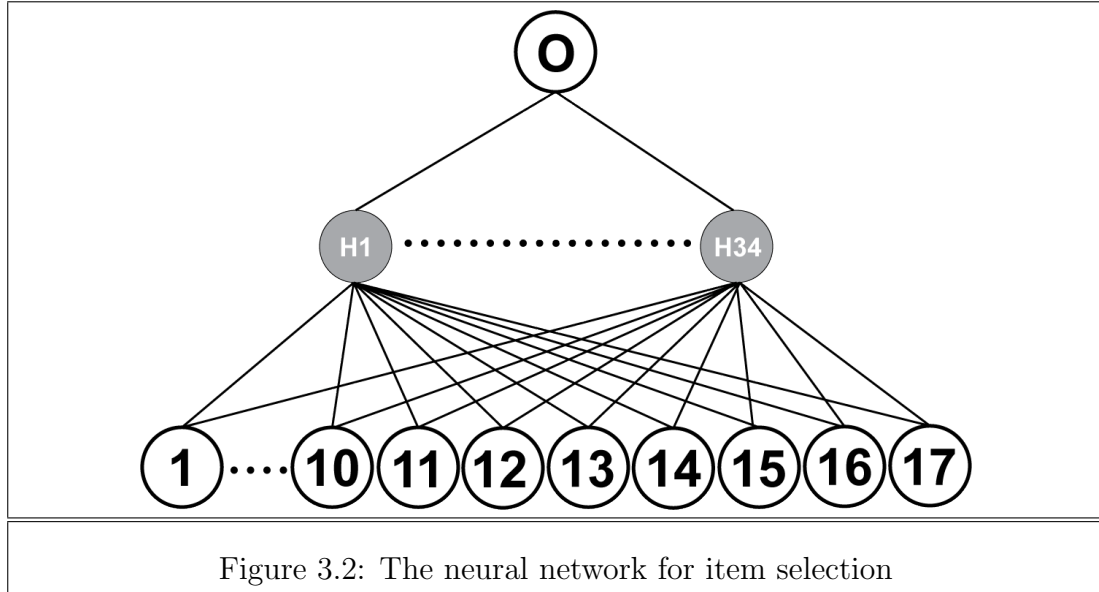 O
H1 H34
1 10 11 12 13 14 15 16 17
Figure 3.2: The neural network for item selection